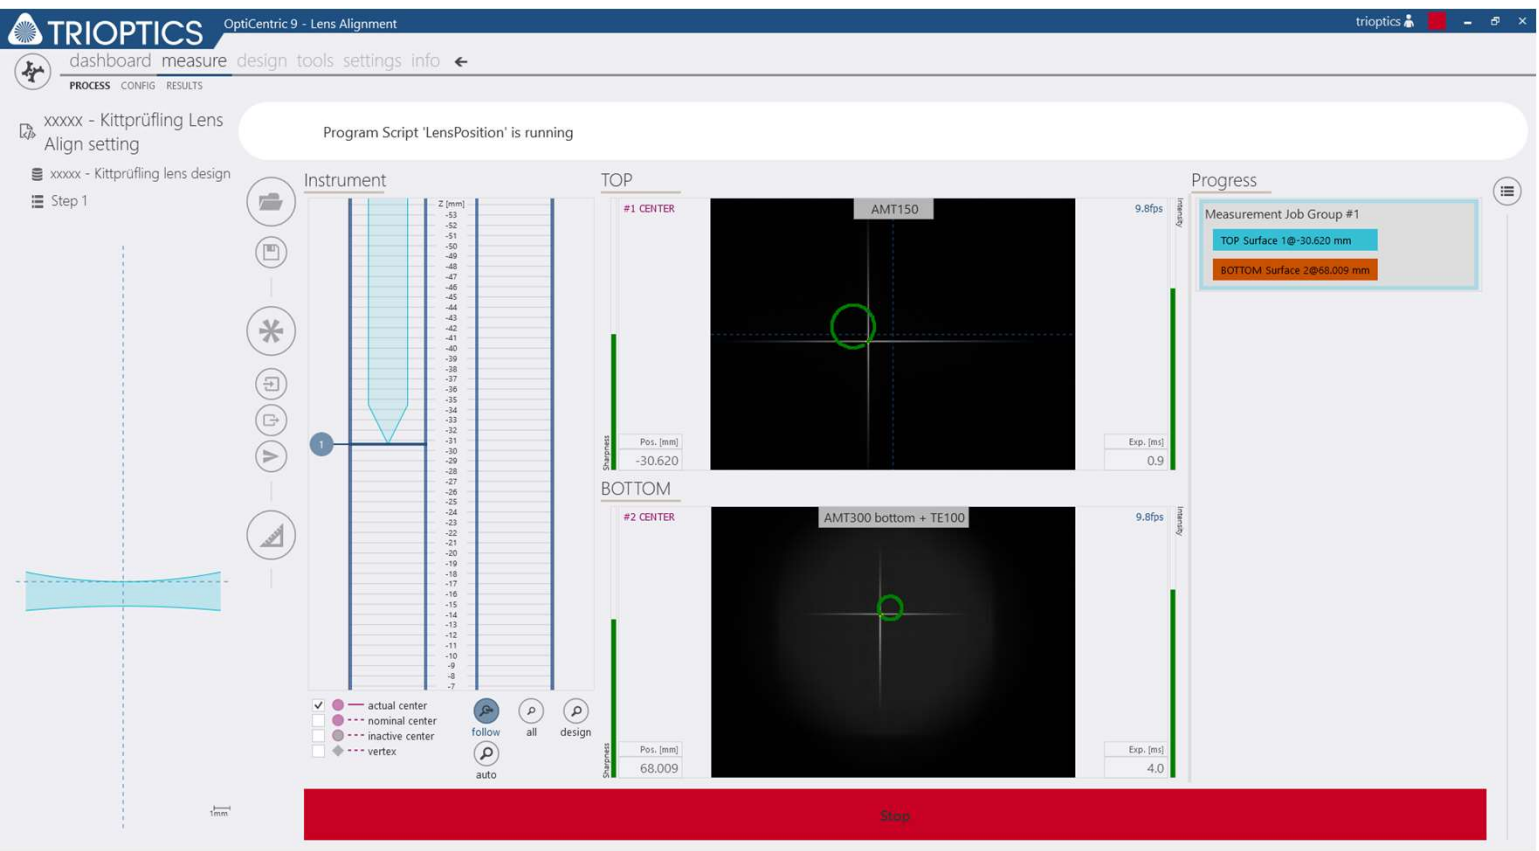 TRIOPTICS
OptiCentric 9 - Lens Alignment
trioptics
dashboard measure design tools settings info
PROCESS CONFIG RESULTS
xxxxx - Kittprüfling Lens
Align setting
xxxxx - Kittprüfling lens design
Step 1
1mm
Program Script 'LensPosition' is running
Instrument
Z [mm]
-53
-52
-51
-50
-49
-48
-47
-46
-45
-44
-43
-42
-41
-40
-39
-38
-37
-36
-35
-34
-33
-32
-31
-30
-29
-28
-27
-26
-25
-24
-23
-22
-21
-20
-19
-18
-17
-16
-15
-14
-13
-12
-11
-10
-9
-8
-7
1
actual center
nominal center
inactive center
vertex
follow
all
design
auto
TOP
#1 CENTER
AMT150
9.8fps
Intensity
Sharpness
Pos. [mm]
-30.620
Exp. [ms]
0.9
BOTTOM
#2 CENTER
AMT300 bottom + TE100
9.8fps
Intensity
Sharpness
Pos. [mm]
68.009
Exp. [ms]
4.0
Progress
Measurement Job Group #1
TOP Surface 1@-30.620 mm
BOTTOM Surface 2@68.009 mm
Stop